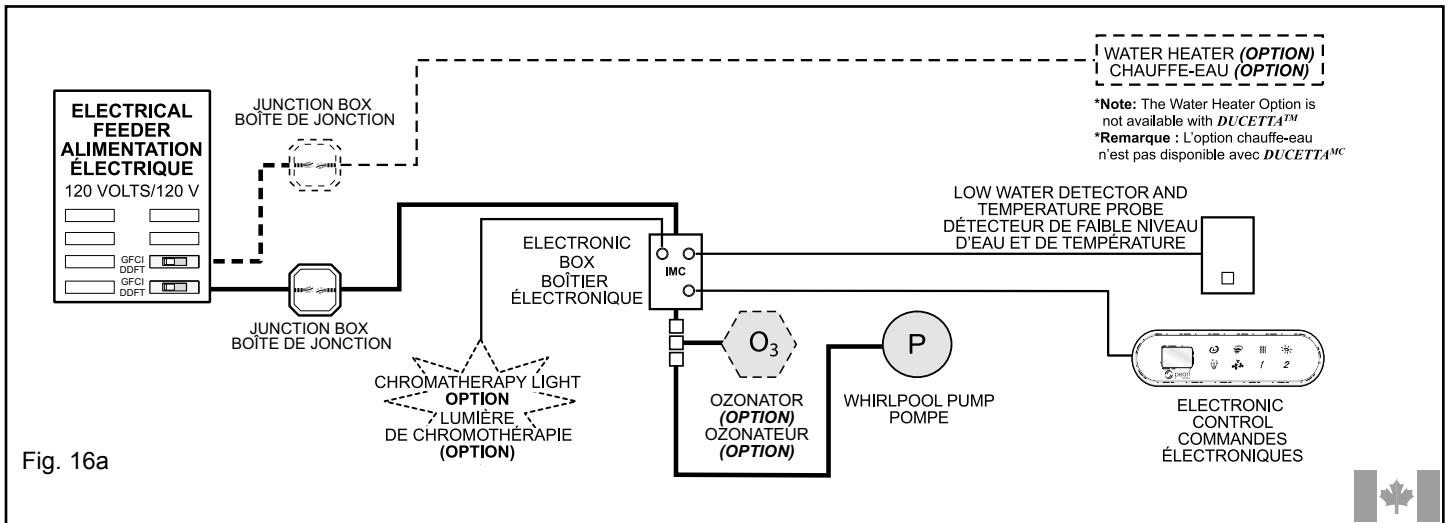 WATER HEATER (OPTION)
CHAUFFE-EAU (OPTION)
*Note: The Water Heater Option is
not available with DUCETTA™
*Remarque : L'option chauffe-eau
n'est pas disponible avec DUCETTAᴹᶜ
ELECTRICAL
FEEDER
ALIMENTATION
ÉLECTRIQUE
120 VOLTS/120 V
GFCI
DDFT
GFCI
DDFT
JUNCTION BOX
BOÎTE DE JONCTION
JUNCTION BOX
BOÎTE DE JONCTION
ELECTRONIC
BOX
BOÎTIER
ÉLECTRONIQUE
IMC
LOW WATER DETECTOR AND
TEMPERATURE PROBE
DÉTECTEUR DE FAIBLE NIVEAU
D'EAU ET DE TEMPÉRATURE
CHROMATHERAPY LIGHT
OPTION
LUMIÈRE
DE CHROMOTHÉRAPIE
(OPTION)
O₃
OZONATOR
(OPTION)
OZONATEUR
(OPTION)
P
WHIRLPOOL PUMP
POMPE
pearl
1 2
ELECTRONIC
CONTROL
COMMANDES
ÉLECTRONIQUES
Fig. 16a